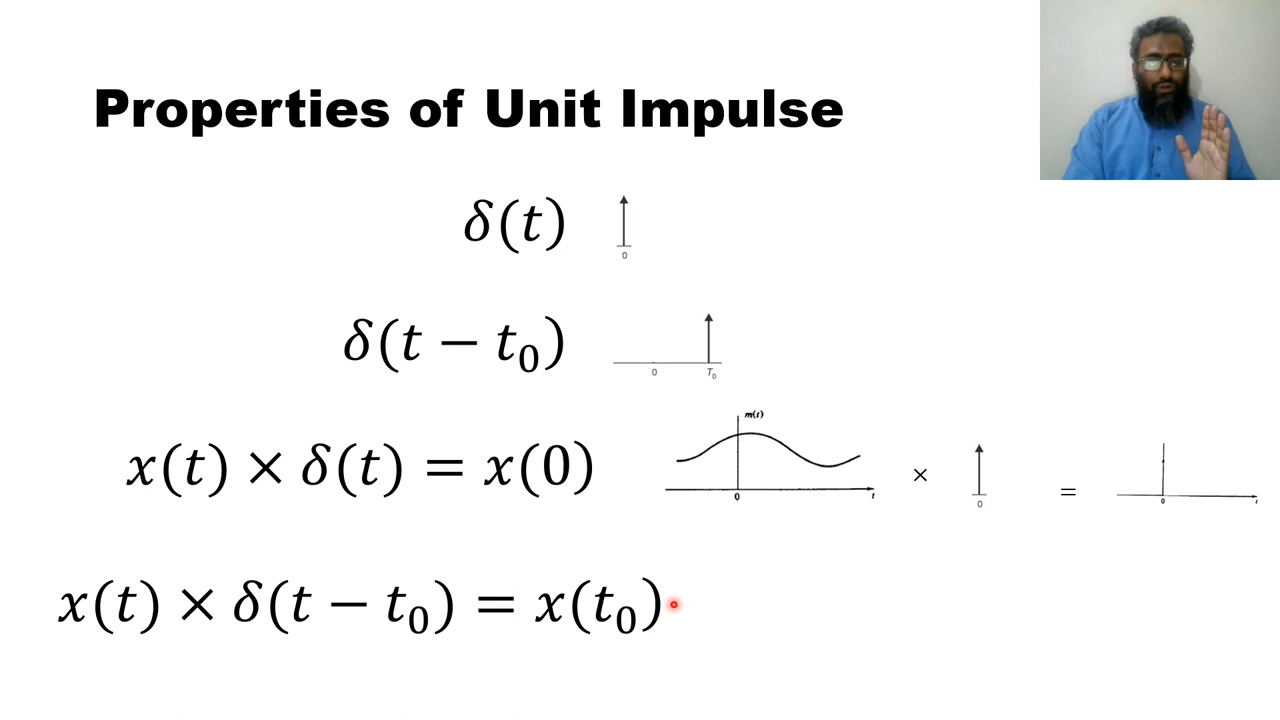 Properties of Unit Impulse
δ(t)
0
δ(t − t₀)
0 T₀
x(t) × δ(t) = x(0)
m(t)
0 t
×
0
=
0 t
x(t) × δ(t − t₀) = x(t₀)